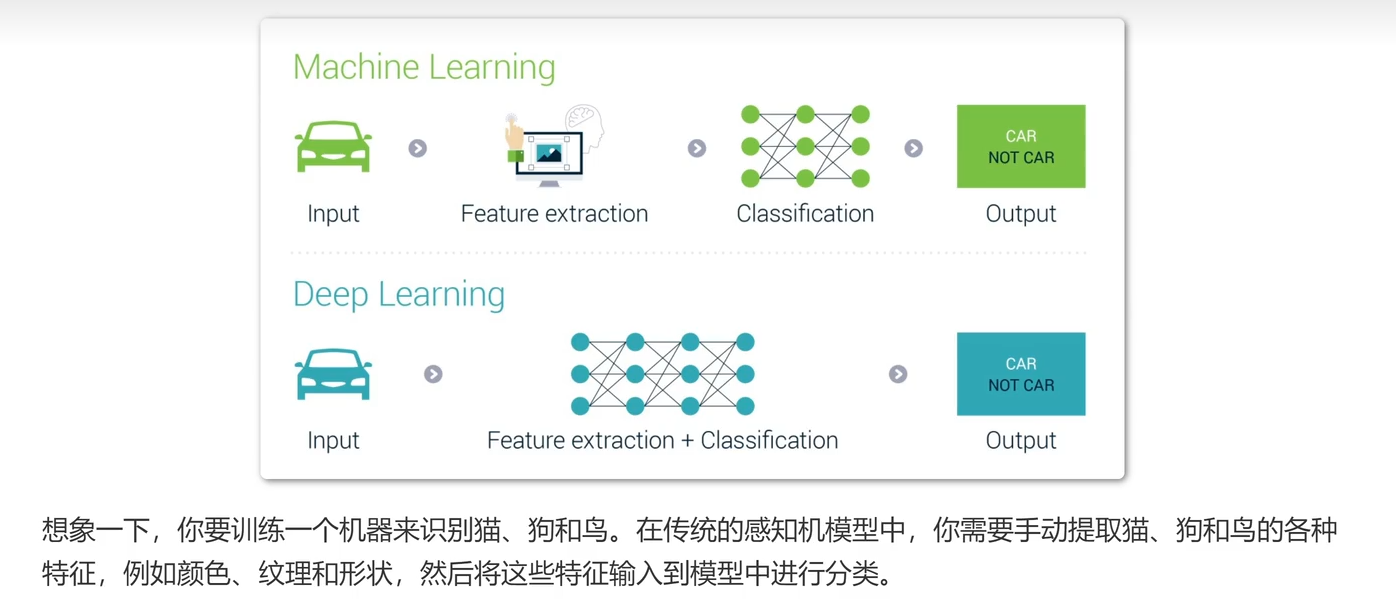 Machine Learning
CAR
NOT CAR
Input
Feature extraction
Classification
Output
Deep Learning
CAR
NOT CAR
Input
Feature extraction + Classification
Output
想象一下，你要训练一个机器来识别猫、狗和鸟。在传统的感知机模型中，你需要手动提取猫、狗和鸟的各种
特征，例如颜色、纹理和形状，然后将这些特征输入到模型中进行分类。